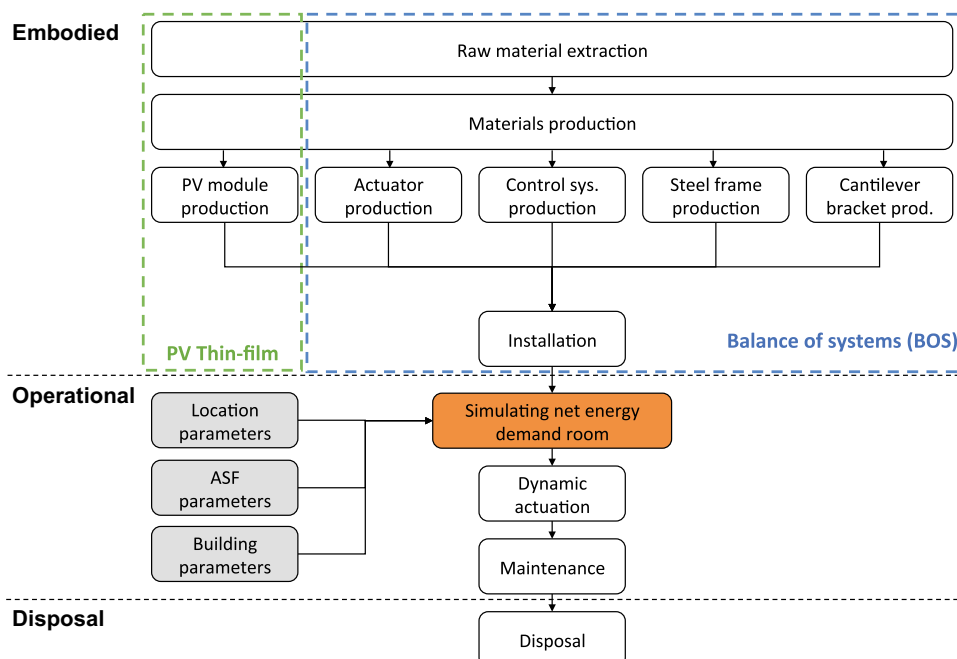 Embodied
Raw material extraction
Materials production
PV module
production
Actuator
production
Control sys.
production
Steel frame
production
Cantilever
bracket prod.
Installation
PV Thin-film
Balance of systems (BOS)
Operational
Location
parameters
Simulating net energy
demand room
ASF
parameters
Dynamic
actuation
Building
parameters
Maintenance
Disposal
Disposal